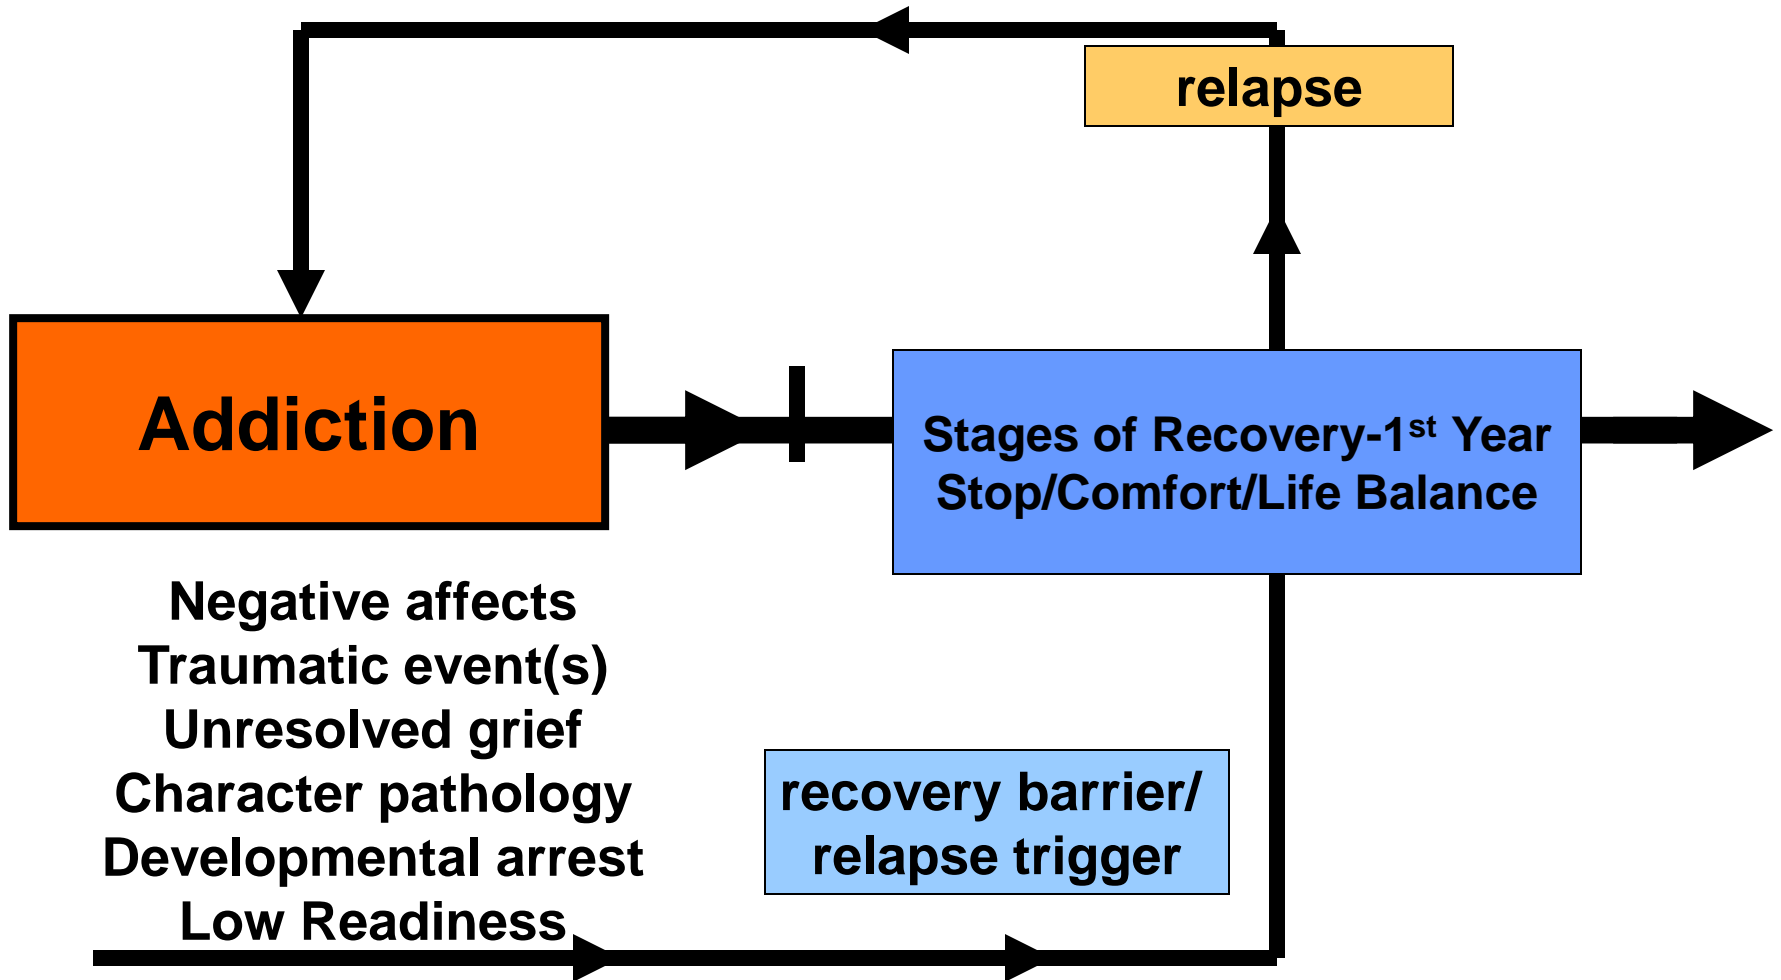 relapse
Addiction
Stages of Recovery-1st Year
Stop/Comfort/Life Balance
Negative affects
Traumatic event(s)
Unresolved grief
Character pathology
Developmental arrest
Low Readiness
recovery barrier/
relapse trigger